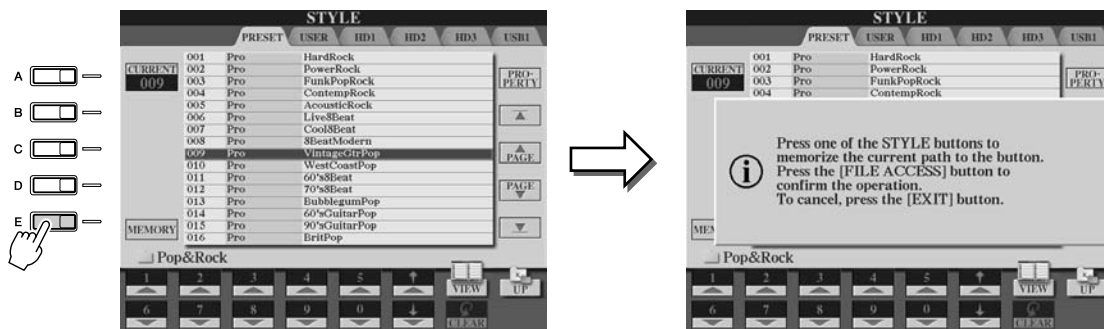 STYLE
PRESET USER HD1 HD2 HD3 USB1
CURRENT
009
001 Pro HardRock
002 Pro PowerRock
003 Pro FunkPopRock
004 Pro ContempRock
005 Pro AcousticRock
006 Pro Live8Beat
007 Pro Cool8Beat
008 Pro 8BeatModern
009 Pro VintageGtrPop
010 Pro WestCoastPop
011 Pro 60's8Beat
012 Pro 70's8Beat
013 Pro BubblegumPop
014 Pro 60'sGuitarPop
015 Pro 90'sGuitarPop
016 Pro BritPop
PRO-
PERTY
PAGE
PAGE
MEMORY
Pop&Rock
1 2 3 4 5 VIEW UP
6 7 8 9 0 CLEAR
A
B
C
D
E
STYLE
PRESET USER HD1 HD2 HD3 USB1
CURRENT
009
001 Pro HardRock
002 Pro PowerRock
003 Pro FunkPopRock
004 Pro ContempRock
PRO-
PERTY
Press one of the STYLE buttons to
memorize the current path to the button.
Press the [FILE ACCESS] button to
confirm the operation.
To cancel, press the [EXIT] button.
MEM
Pop&Rock
1 2 3 4 5 VIEW UP
6 7 8 9 0 CLEAR